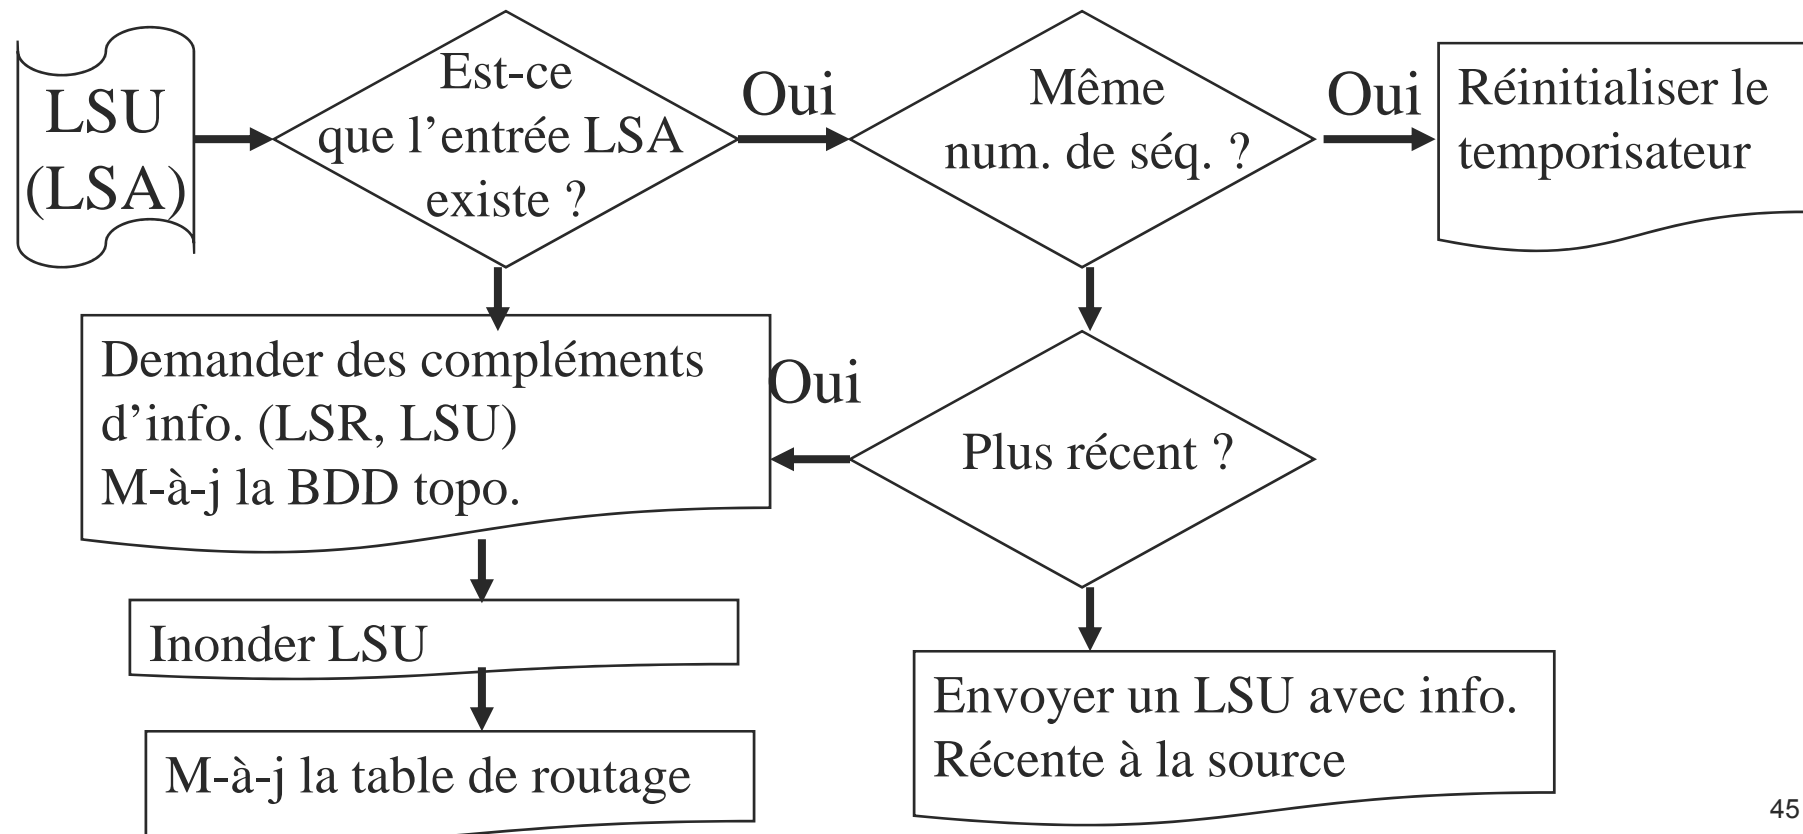 LSU
(LSA)
Est-ce
que l’entrée LSA
existe ?
Oui
Même
num. de séq. ?
Oui
Réinitialiser le
temporisateur
Demander des compléments
d’info. (LSR, LSU)
M-à-j la BDD topo.
Oui
Plus récent ?
Inonder LSU
M-à-j la table de routage
Envoyer un LSU avec info.
Récente à la source
45